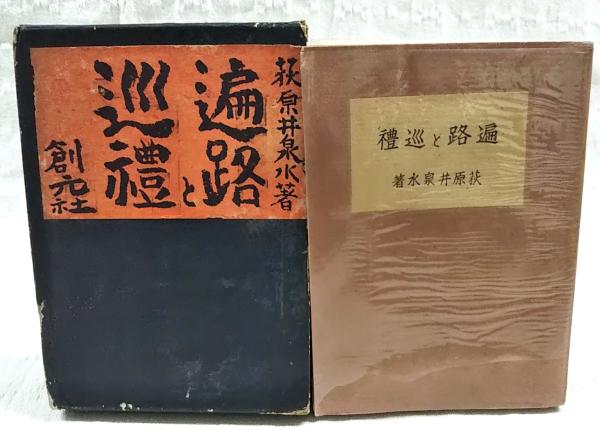 荻原井泉水著
遍路と
巡禮
創元社
遍路と巡禮
荻原井泉水著